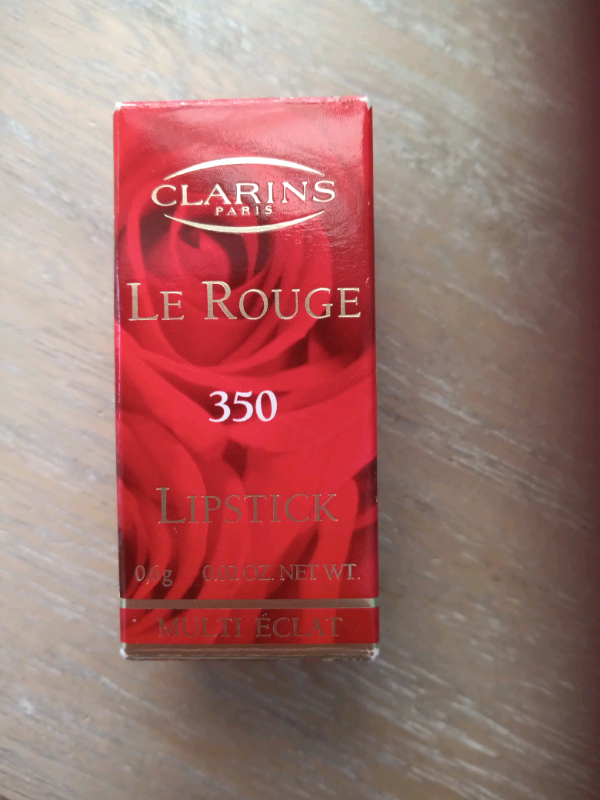 CLARINS
PARIS
LE ROUGE
350
LIPSTICK
0,6g 0.02 OZ. NET WT.
MULTI ÉCLAT